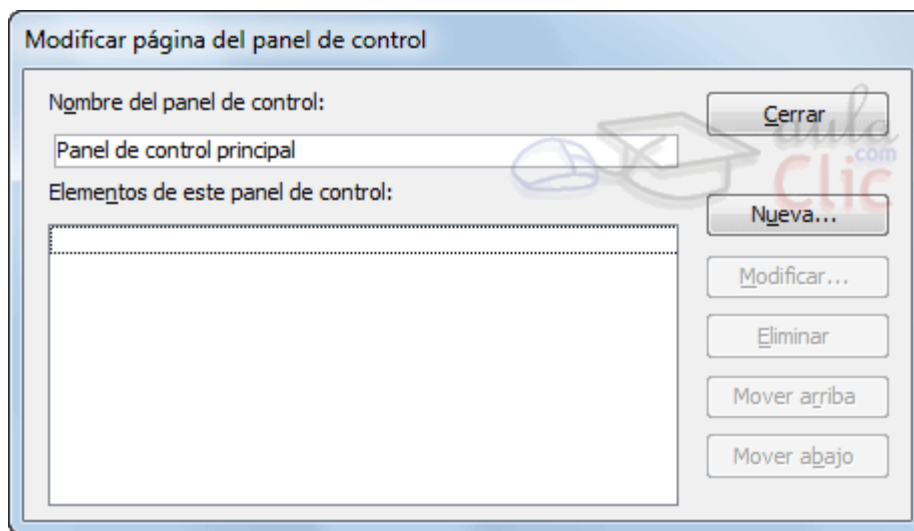 Modificar página del panel de control
Nombre del panel de control:
Cerrar
Panel de control principal
Elementos de este panel de control:
Nueva...
Modificar...
Eliminar
Mover arriba
Mover abajo
aula
Clic
com